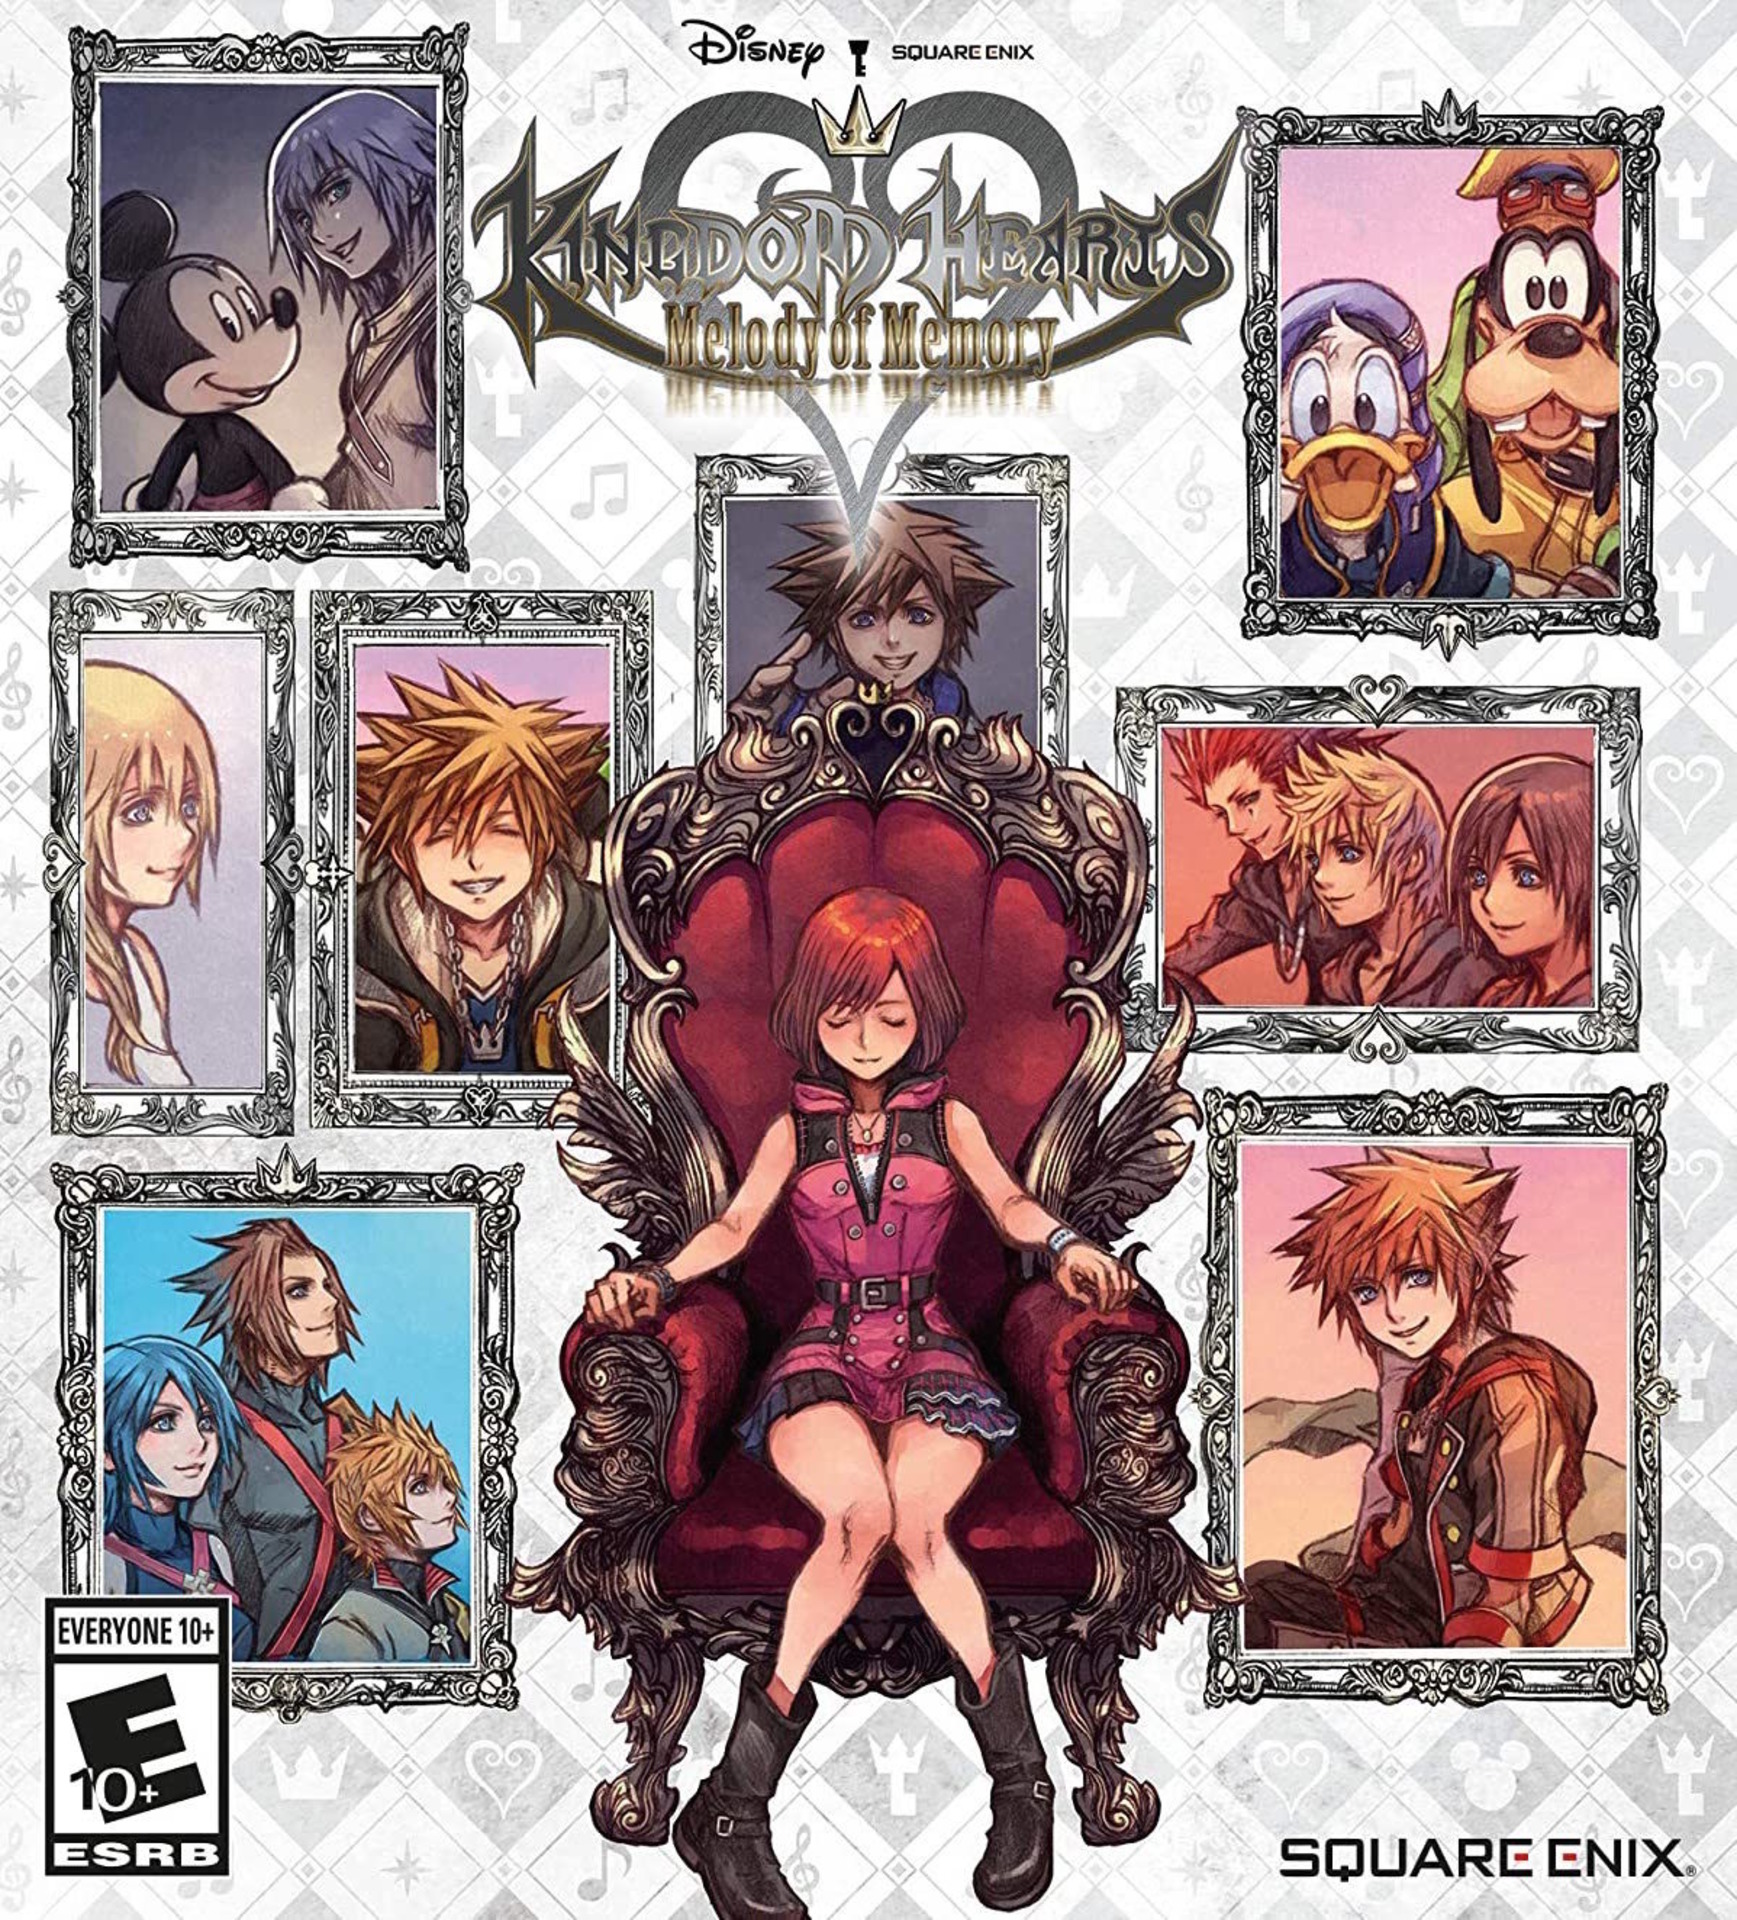 Disney SQUARE ENIX
KINGDOM HEARTS
Melody of Memory
EVERYONE 10+
E
10+
ESRB
SQUARE ENIX®